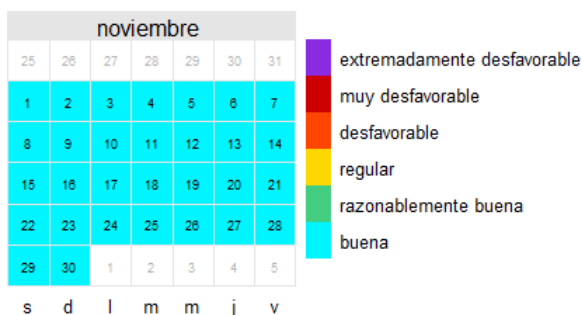 noviembre
25 26 27 28 29 30 31
1 2 3 4 5 6 7
8 9 10 11 12 13 14
15 16 17 18 19 20 21
22 23 24 25 26 27 28
29 30 1 2 3 4 5
s d l m m j v
extremadamente desfavorable
muy desfavorable
desfavorable
regular
razonablemente buena
buena